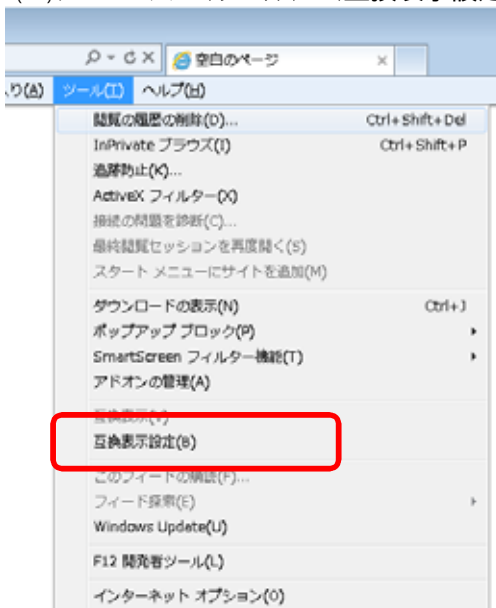 空白のページ
り(A) ツール(T) ヘルプ(H)
閲覧の履歴の削除(D)... Ctrl+Shift+Del
InPrivate ブラウズ(I) Ctrl+Shift+P
追跡防止(K)...
ActiveX フィルター(X)
接続の問題を診断(C)...
最終閲覧セッションを再度開く(S)
スタート メニューにサイトを追加(M)
ダウンロードの表示(N) Ctrl+J
ポップアップ ブロック(P)
SmartScreen フィルター機能(T)
アドオンの管理(A)
互換表示(V)
互換表示設定(B)
このフィードの購読(F)...
フィード探索(E)
Windows Update(U)
F12 開発者ツール(L)
インターネット オプション(O)